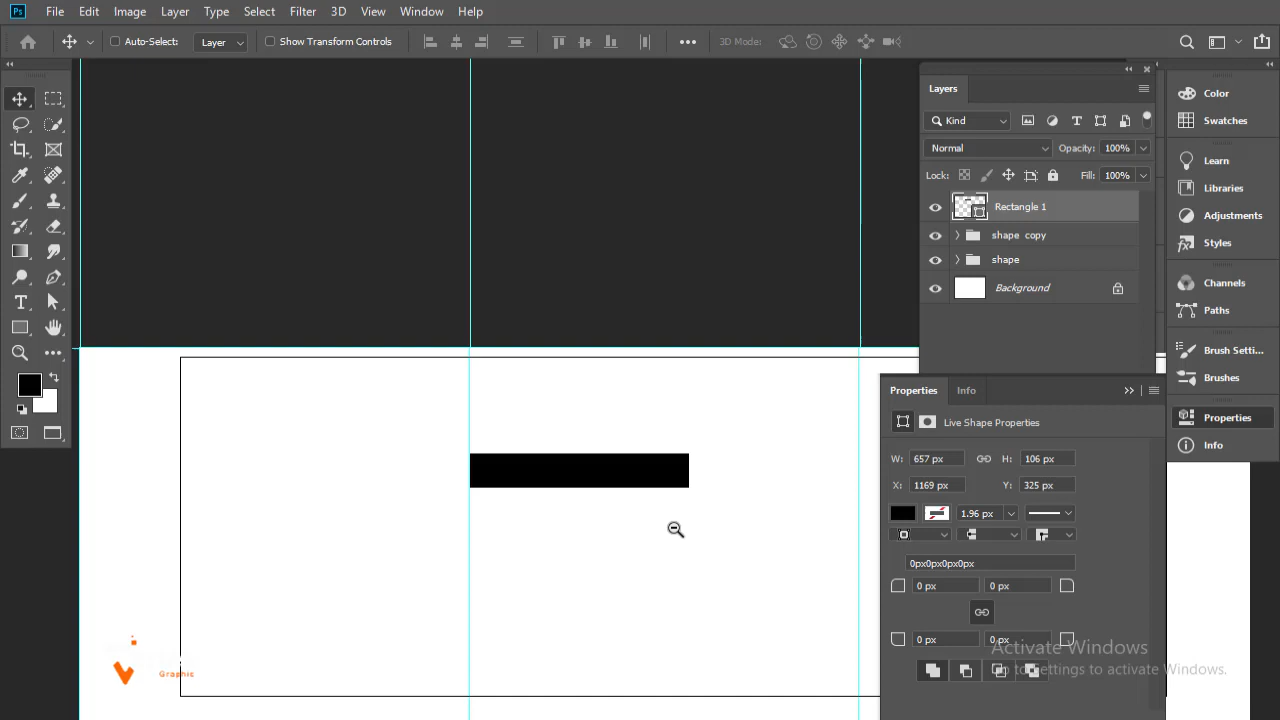 Ps File Edit Image Layer Type Select Filter 3D View Window Help
Auto-Select: Layer Show Transform Controls 3D Mode:
Layers
Kind
Normal Opacity: 100%
Lock: Fill: 100%
Rectangle 1
shape copy
shape
Background
Properties Info
Live Shape Properties
W: 657 px H: 106 px
X: 1169 px Y: 325 px
1.96 px
0px0px0px0px
0 px 0 px
0 px 0 px
Color
Swatches
Learn
Libraries
Adjustments
Styles
Channels
Paths
Brush Setti...
Brushes
Properties
Info
Activate Windows
to Settings to activate Windows.
Graphic